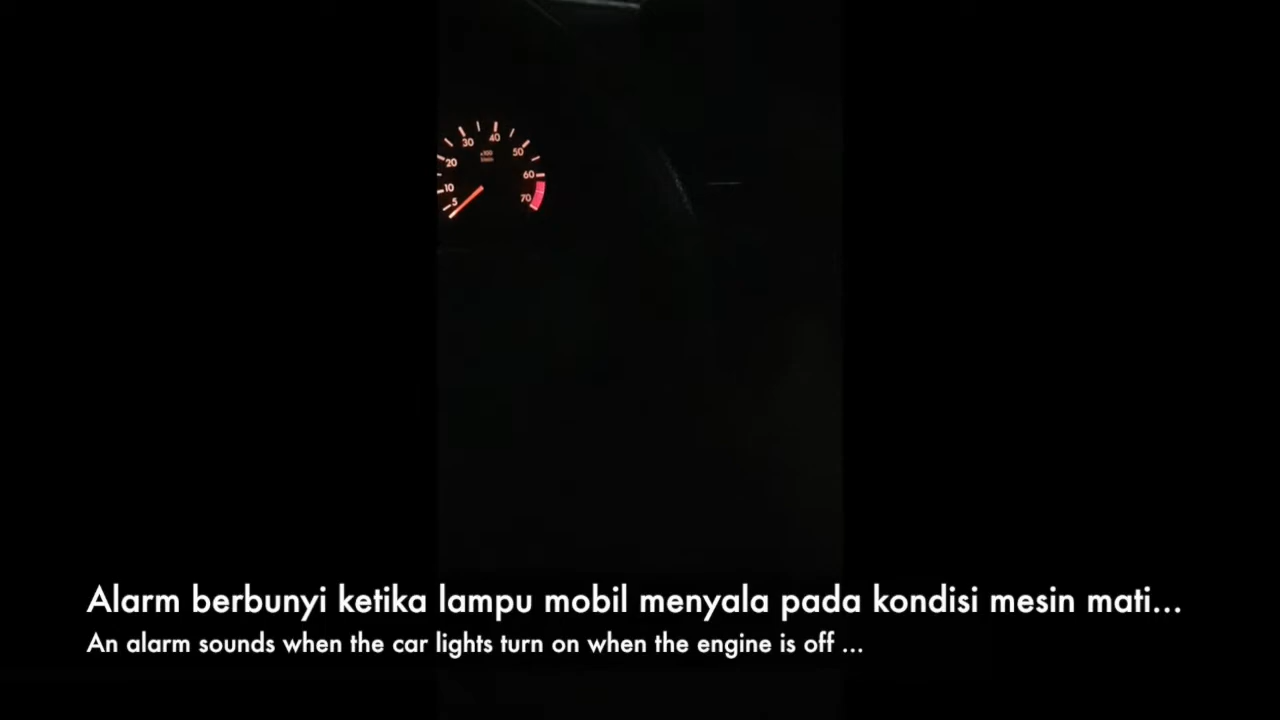 40
30
50
x100
20
60
10
70
5
Alarm berbunyi ketika lampu mobil menyala pada kondisi mesin mati...
An alarm sounds when the car lights turn on when the engine is off ...